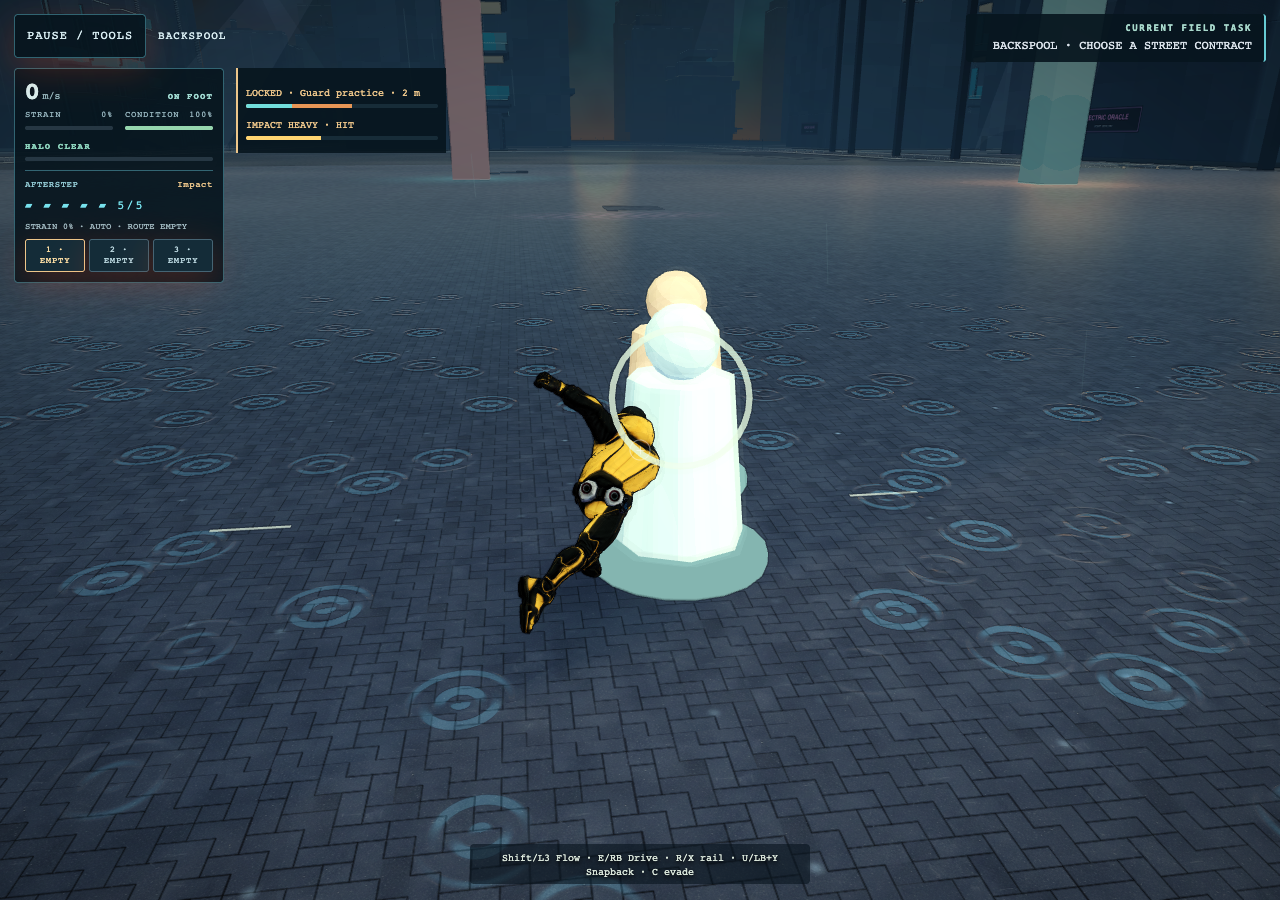 PAUSE / TOOLS
BACKSPOOL
CURRENT FIELD TASK
BACKSPOOL · CHOOSE A STREET CONTRACT
0 m/s
ON FOOT
STRAIN 0%
CONDITION 100%
HALO CLEAR
AFTERSTEP
Impact
5/5
STRAIN 0% · AUTO · ROUTE EMPTY
1 · EMPTY
2 · EMPTY
3 · EMPTY
LOCKED · Guard practice · 2 m
IMPACT HEAVY · HIT
ORACLE
Shift/L3 Flow · E/RB Drive · R/X rail · U/LB+Y
Snapback · C evade